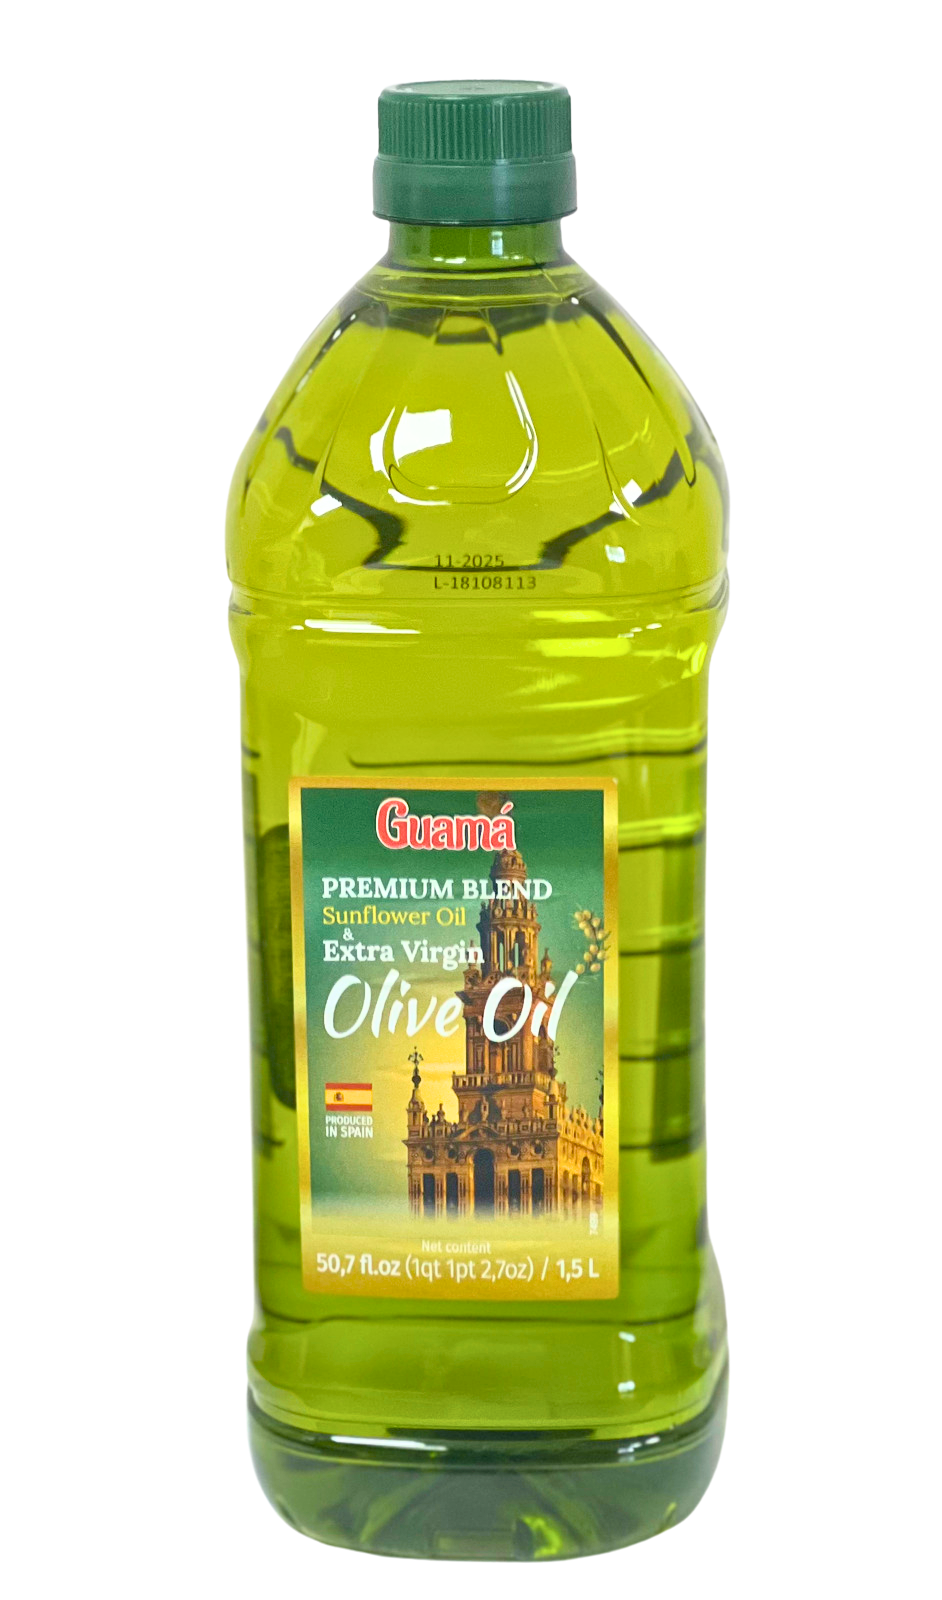 11-2025
L-18108113
Guamá
PREMIUM BLEND
Sunflower Oil
&
Extra Virgin
Olive Oil
PRODUCED
IN SPAIN
Net content
50,7 fl.oz (1qt 1pt 2,7oz) / 1,5 L